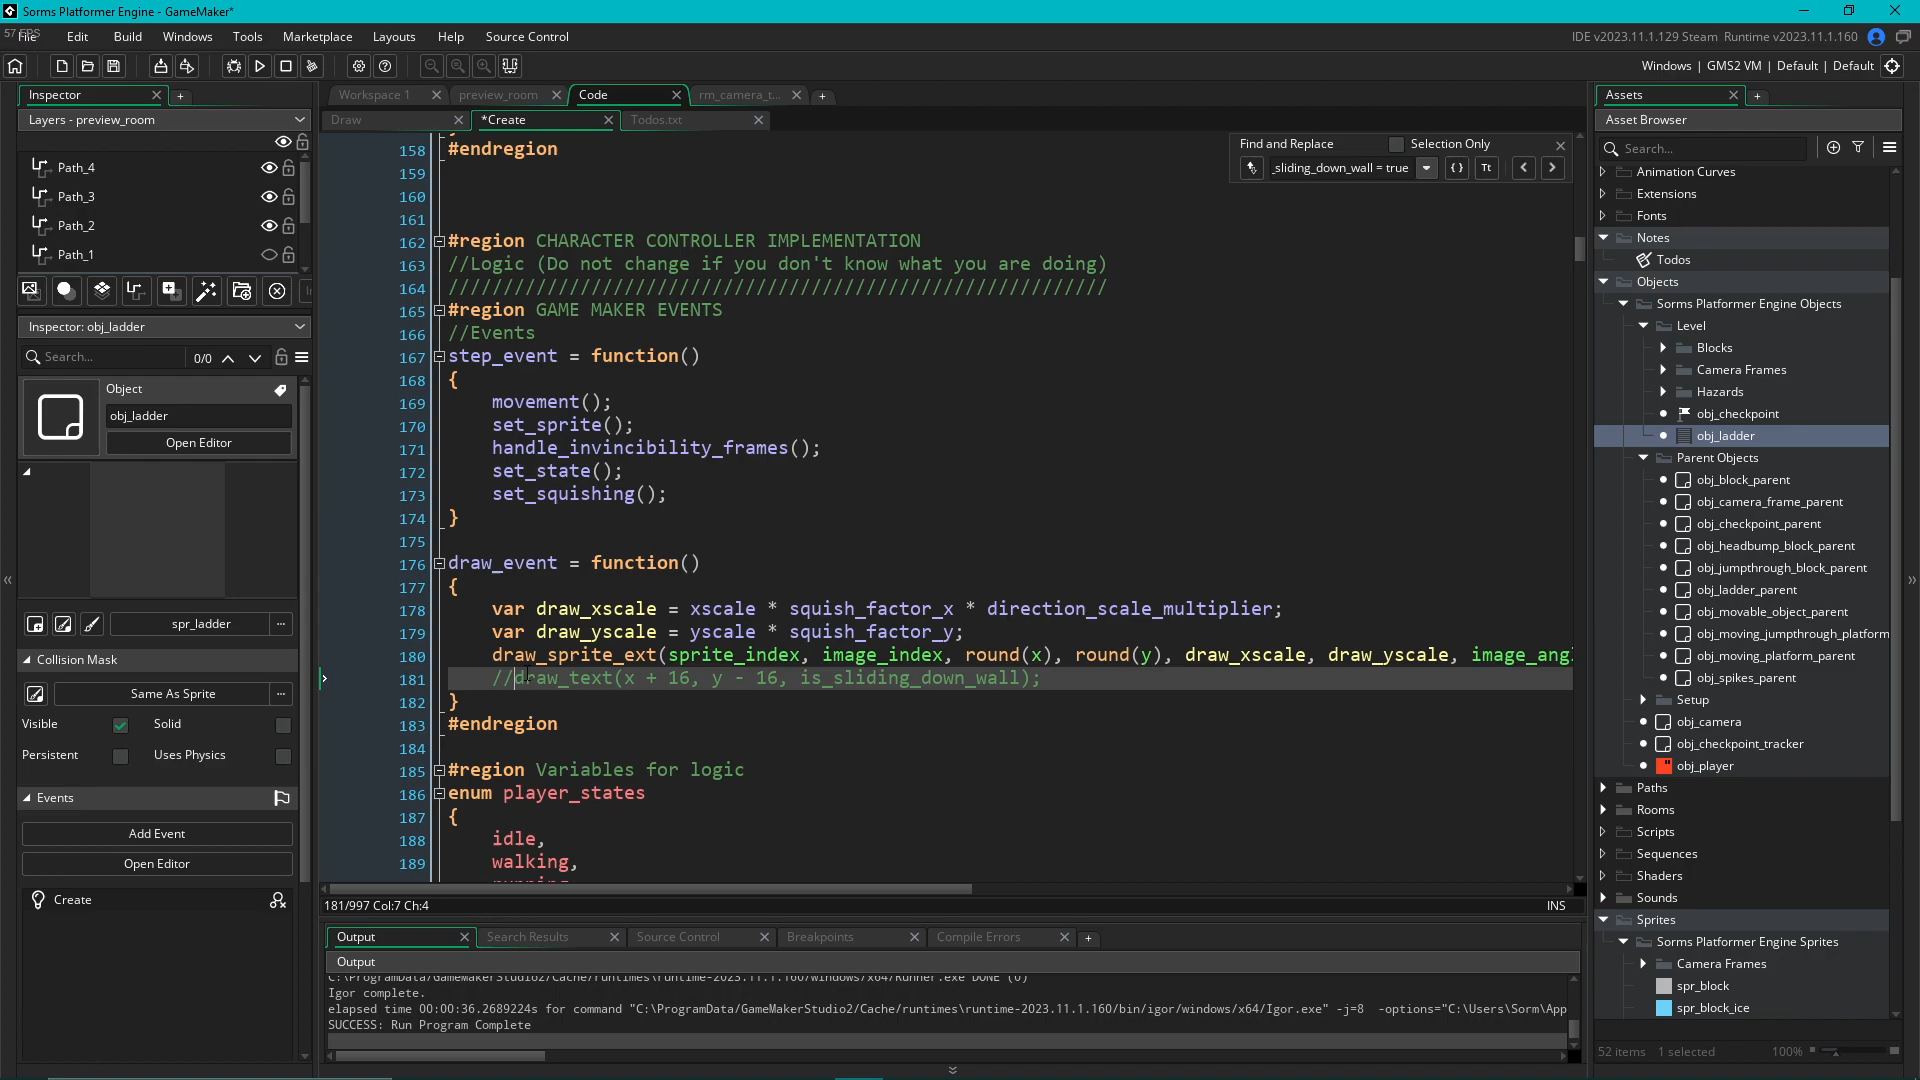 Sorms Platformer Engine - GameMaker*
57 FPS
File Edit Build Windows Tools Marketplace Layouts Help Source Control
IDE v2023.11.1.129 Steam Runtime v2023.11.1.160
Windows | GMS2 VM | Default | Default
Inspector
Layers - preview_room
Path_4
Path_3
Path_2
Path_1
Inspector: obj_ladder
Search... 0/0
Object
obj_ladder
Open Editor
spr_ladder
Collision Mask
Same As Sprite
Visible Solid
Persistent Uses Physics
Events
Add Event
Open Editor
Create
Workspace 1 preview_room Code rm_camera_t...
Draw *Create Todos.txt
Find and Replace Selection Only
_sliding_down_wall = true
158 #endregion
159
160
161
162 #region CHARACTER CONTROLLER IMPLEMENTATION
163 //Logic (Do not change if you don't know what you are doing)
164 ////////////////////////////////////////////////////////////
165 #region GAME MAKER EVENTS
166 //Events
167 step_event = function()
168 {
169 movement();
170 set_sprite();
171 handle_invincibility_frames();
172 set_state();
173 set_squishing();
174 }
175
176 draw_event = function()
177 {
178 var draw_xscale = xscale * squish_factor_x * direction_scale_multiplier;
179 var draw_yscale = yscale * squish_factor_y;
180 draw_sprite_ext(sprite_index, image_index, round(x), round(y), draw_xscale, draw_yscale, image_ang
181 //draw_text(x + 16, y - 16, is_sliding_down_wall);
182 }
183 #endregion
184
185 #region Variables for logic
186 enum player_states
187 {
188 idle,
189 walking,
181/997 Col:7 Ch:4 INS
Output Search Results Source Control Breakpoints Compile Errors
Output
C:\ProgramData/GameMakerStudio2/Cache/runtimes\runtime-2023.11.1.160/windows/x64/Runner.exe DONE (0)
Igor complete.
elapsed time 00:00:36.2689224s for command "C:\ProgramData/GameMakerStudio2/Cache/runtimes\runtime-2023.11.1.160/bin/igor/windows/x64/Igor.exe" -j=8 -options="C:\Users\Sorm\App
SUCCESS: Run Program Complete
Assets
Asset Browser
Search...
Animation Curves
Extensions
Fonts
Notes
Todos
Objects
Sorms Platformer Engine Objects
Level
Blocks
Camera Frames
Hazards
obj_checkpoint
obj_ladder
Parent Objects
obj_block_parent
obj_camera_frame_parent
obj_checkpoint_parent
obj_headbump_block_parent
obj_jumpthrough_block_parent
obj_ladder_parent
obj_movable_object_parent
obj_moving_jumpthrough_platform
obj_moving_platform_parent
obj_spikes_parent
Setup
obj_camera
obj_checkpoint_tracker
obj_player
Paths
Rooms
Scripts
Sequences
Shaders
Sounds
Sprites
Sorms Platformer Engine Sprites
Camera Frames
spr_block
spr_block_ice
52 items 1 selected 100%